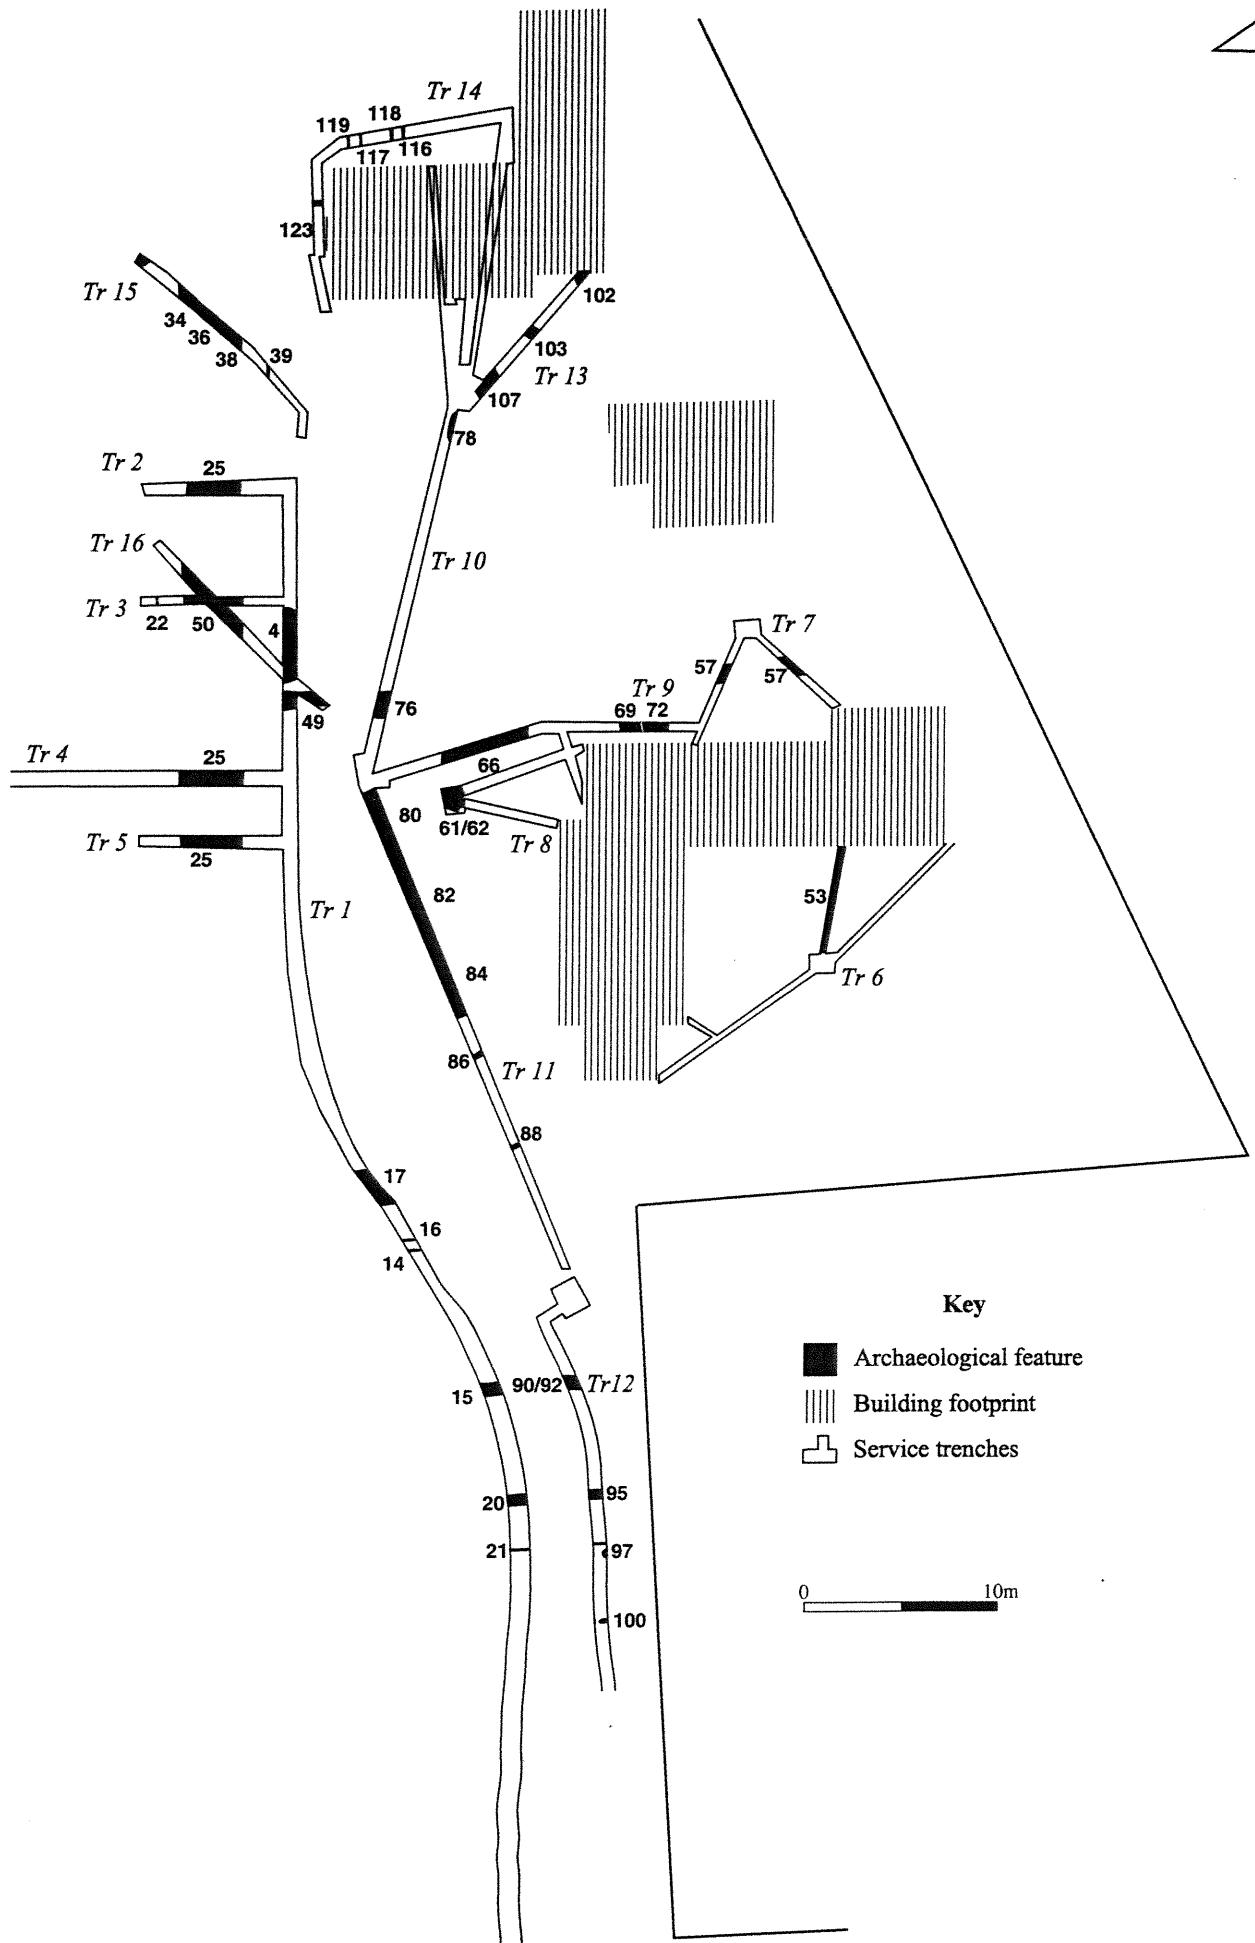 Tr 14
118
119
117
116
123
Tr 15
34
36
38
39
102
103
Tr 13
107
78
Tr 2
25
Tr 16
Tr 10
Tr 3
22
50
4
Tr 7
57
57
Tr 9
69
72
76
49
Tr 4
25
66
80
61/62
Tr 8
Tr 5
25
82
53
Tr 1
84
Tr 6
86
Tr 11
88
17
16
14
Key
Archaeological feature
Building footprint
Service trenches
15
90/92
Tr12
20
95
21
97
0
10m
100